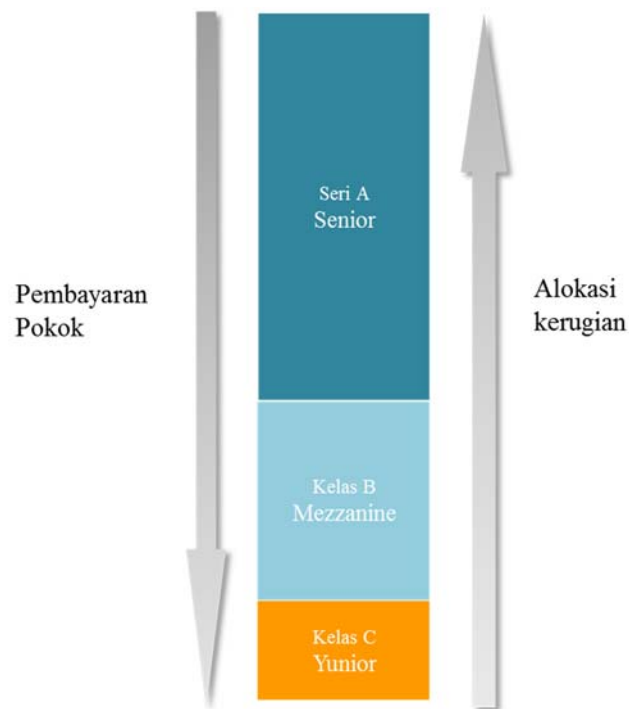 Seri A
Senior
Pembayaran
Pokok
Alokasi
kerugian
Kelas B
Mezzanine
Kelas C
Yunior